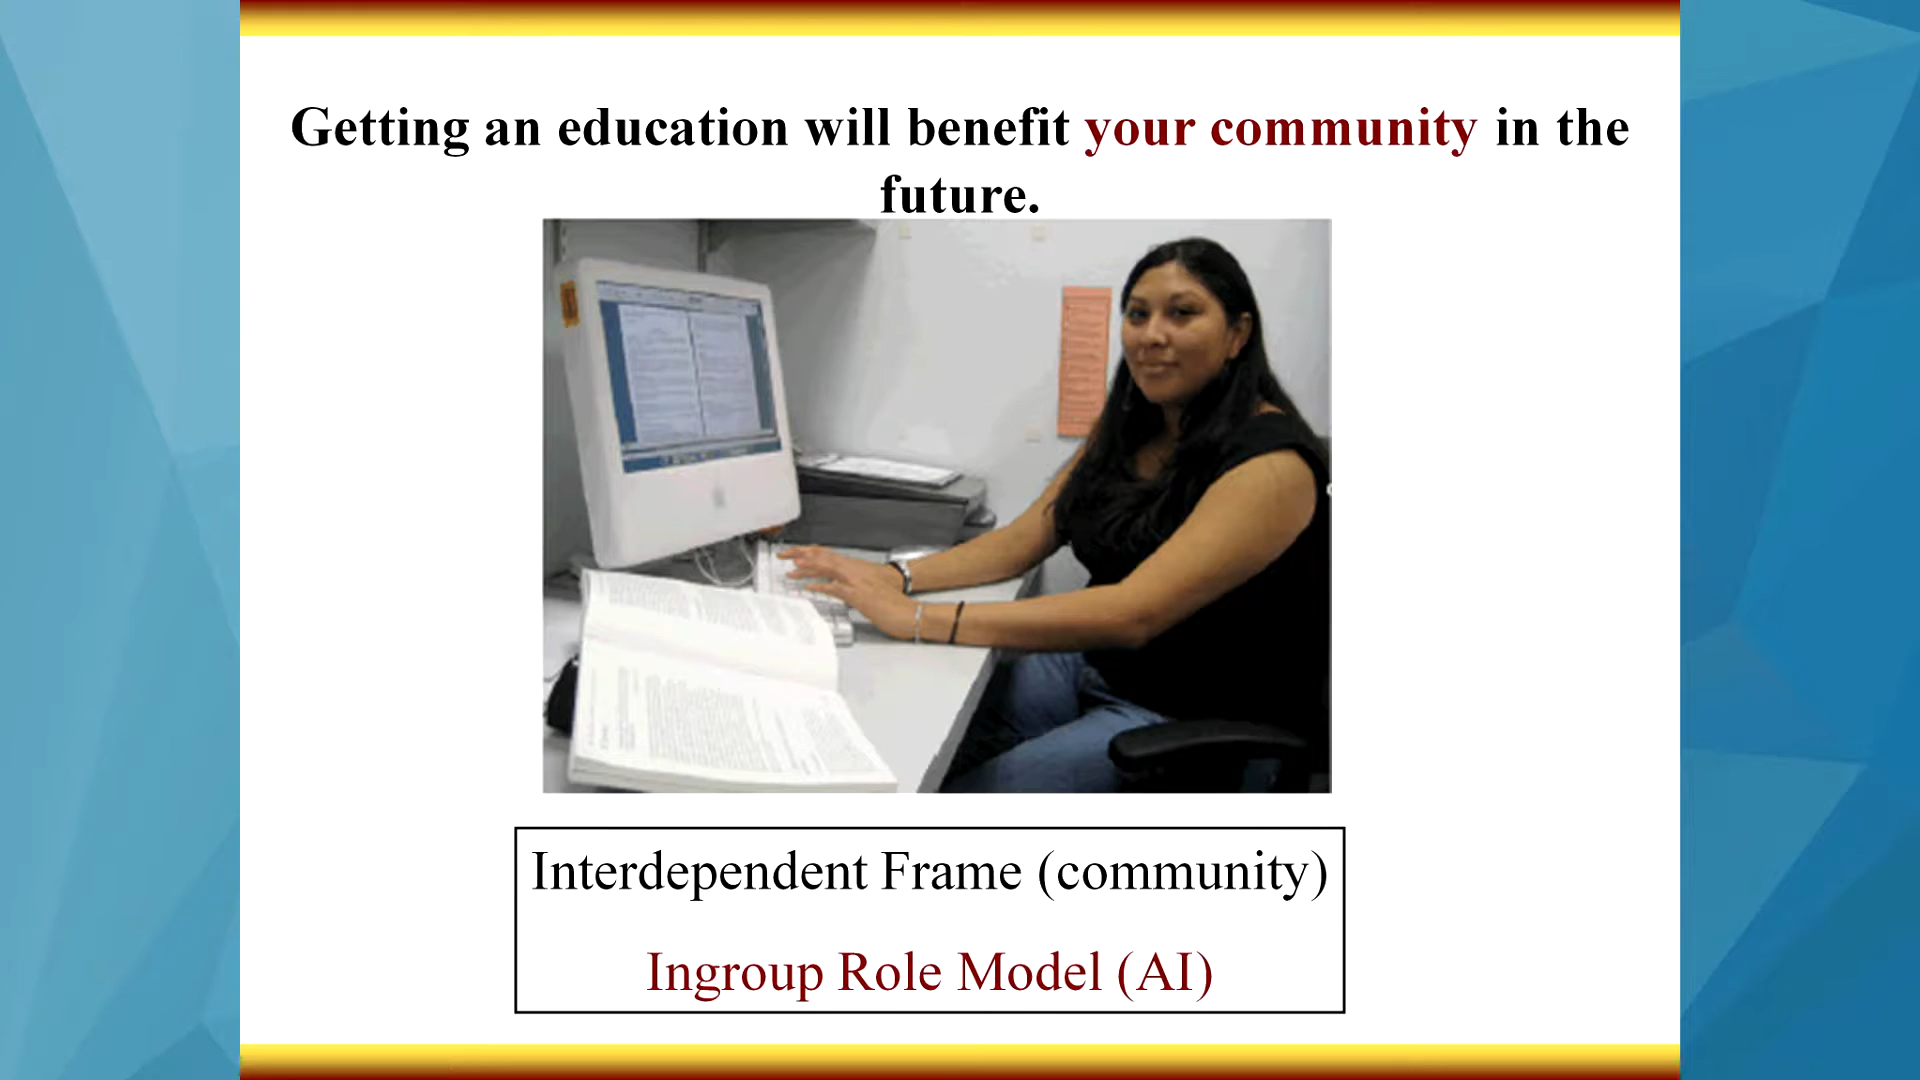 Getting an education will benefit your community in the
future.
Interdependent Frame (community)
Ingroup Role Model (AI)